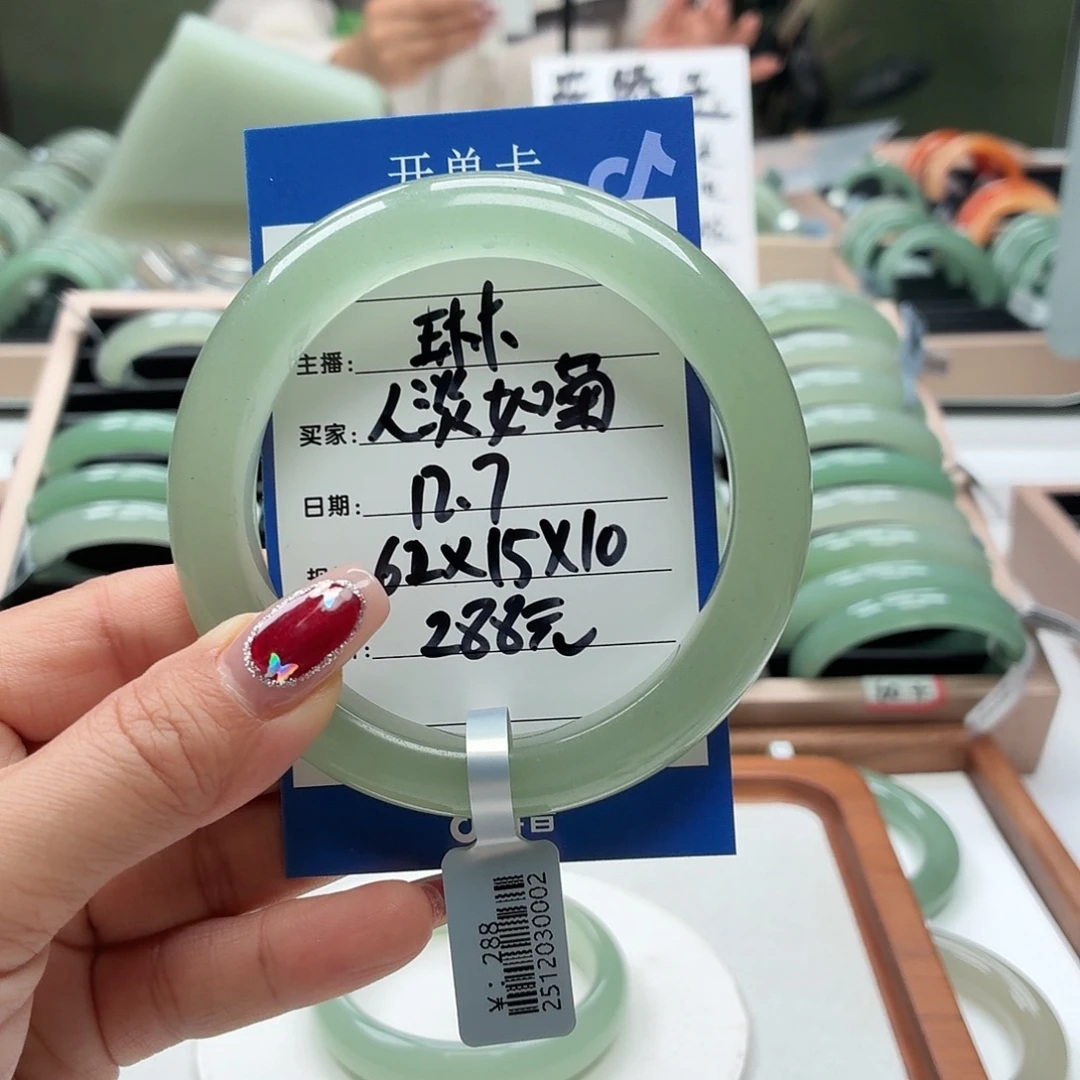 开单卡
主播: 琳
买家: 人淡如菊
日期: 12.7
62X15X10
288元
¥: 288
2512030002